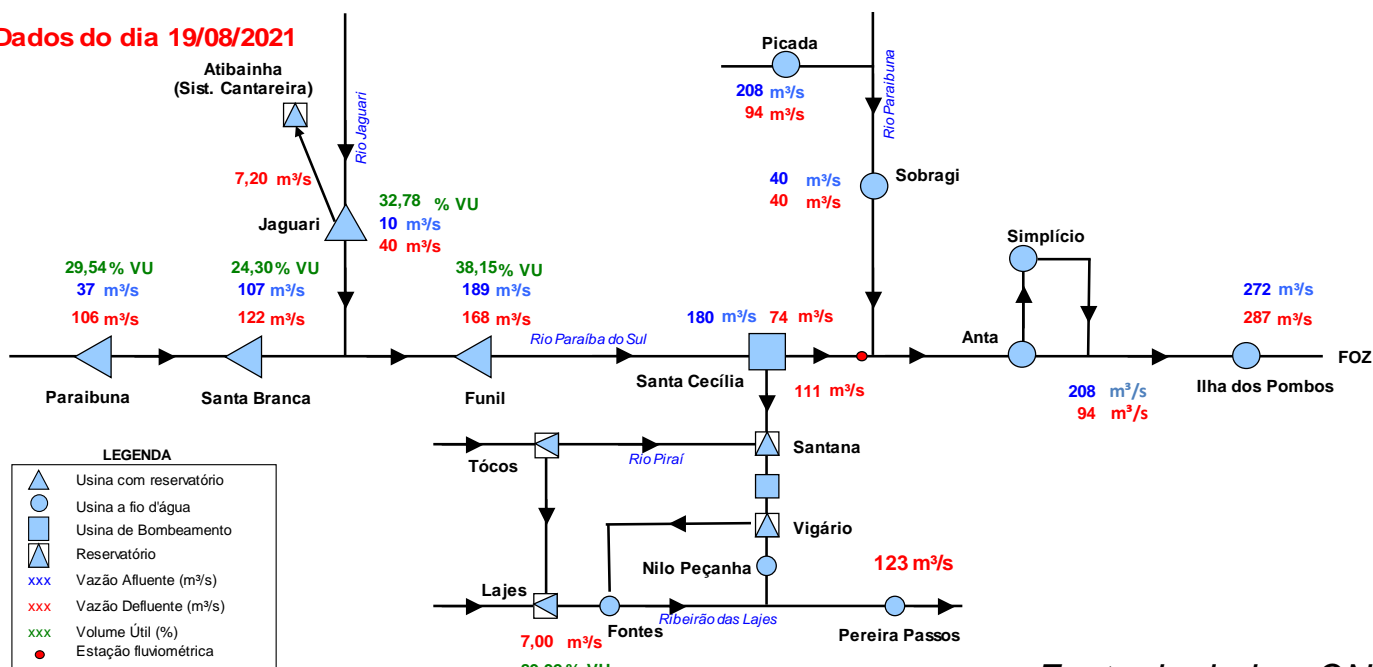 Dados do dia 19/08/2021
Atibainha
(Sist. Cantareira)
Rio Jaguari
7,20 m³/s
Jaguari
32,78 % VU
10 m³/s
40 m³/s
Picada
208 m³/s
94 m³/s
Rio Paraibuna
40 m³/s
40 m³/s
Sobragi
29,54% VU
37 m³/s
106 m³/s
Paraibuna
24,30% VU
107 m³/s
122 m³/s
Santa Branca
38,15% VU
189 m³/s
168 m³/s
Funil
Rio Paraíba do Sul
180 m³/s 74 m³/s
Santa Cecília
111 m³/s
Simplício
Anta
208 m³/s
94 m³/s
272 m³/s
287 m³/s
Ilha dos Pombos
FOZ
Tócos
Rio Piraí
Santana
Vigário
Nilo Peçanha
123 m³/s
Lajes
Fontes
Ribeirão das Lajes
Pereira Passos
7,00 m³/s
% VU
LEGENDA
Usina com reservatório
Usina a fio d'água
Usina de Bombeamento
Reservatório
xxx Vazão Afluente (m³/s)
xxx Vazão Defluente (m³/s)
xxx Volume Útil (%)
Estação fluviométrica